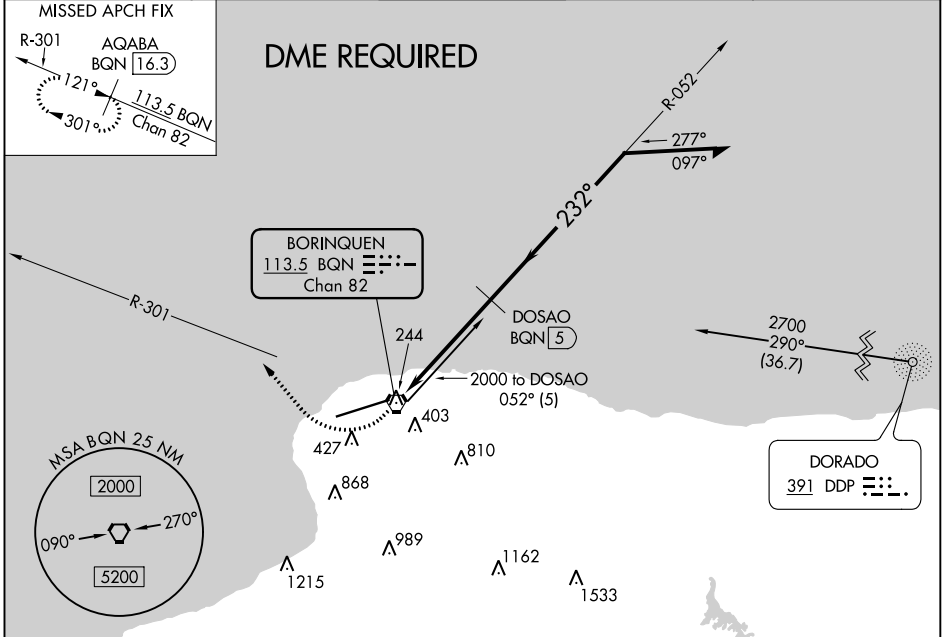 MISSED APCH FIX
R-301
AQABA
BQN 16.3
121°
301°
113.5 BQN
Chan 82
DME REQUIRED
R-052
277°
097°
232°
BORINQUEN
113.5 BQN
Chan 82
R-301
DOSAO
BQN 5
244
2000 to DOSAO
052° (5)
2700
290°
(36.7)
403
427
810
868
DORADO
391 DDP
989
1162
1215
1533
MSA BQN 25 NM
2000
090°
270°
5200